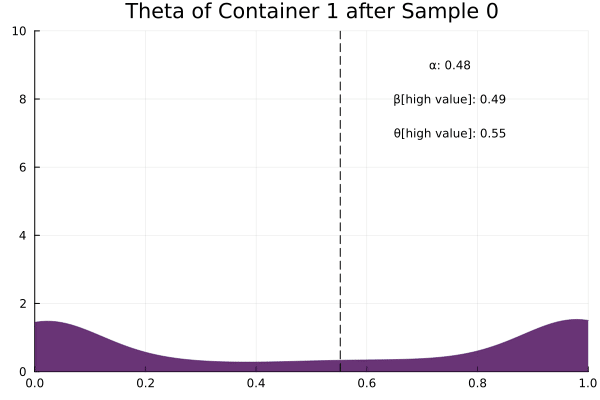 Theta of Container 1 after Sample 0
10
α: 0.48
8
β[high value]: 0.49
θ[high value]: 0.55
6
4
2
0
0.0 0.2 0.4 0.6 0.8 1.0